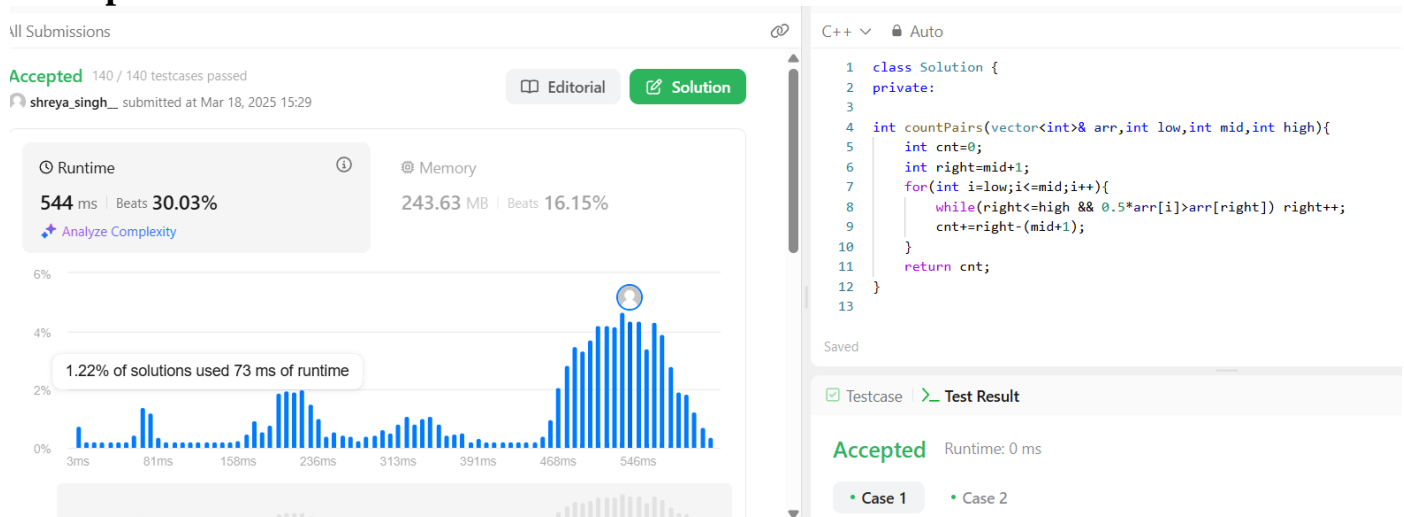 All Submissions
Accepted 140 / 140 testcases passed
shreya_singh__ submitted at Mar 18, 2025 15:29
Editorial
Solution
Runtime
544 ms | Beats 30.03%
Analyze Complexity
Memory
243.63 MB | Beats 16.15%
6%
4%
2%
0%
1.22% of solutions used 73 ms of runtime
3ms 81ms 158ms 236ms 313ms 391ms 468ms 546ms
C++ Auto
1 class Solution {
2 private:
3
4 int countPairs(vector<int>& arr,int low,int mid,int high){
5     int cnt=0;
6     int right=mid+1;
7     for(int i=low;i<=mid;i++){
8         while(right<=high && 0.5*arr[i]>arr[right]) right++;
9         cnt+=right-(mid+1);
10     }
11     return cnt;
12 }
13
Saved
Testcase | >_ Test Result
Accepted Runtime: 0 ms
• Case 1 • Case 2